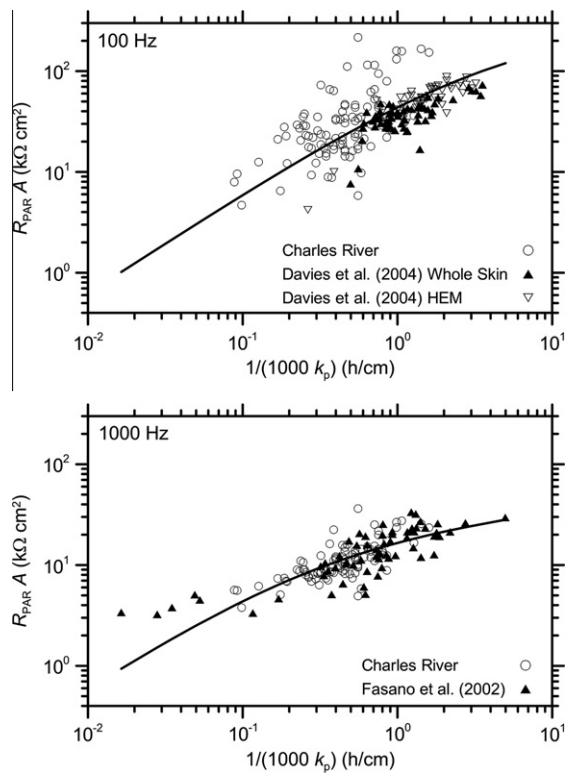 100 Hz
10²
10¹
10⁰
R_PAR A (kΩ cm²)
Charles River
Davies et al. (2004) Whole Skin
Davies et al. (2004) HEM
10⁻² 10⁻¹ 10⁰ 10¹
1/(1000 k_p) (h/cm)
1000 Hz
10²
10¹
10⁰
R_PAR A (kΩ cm²)
Charles River
Fasano et al. (2002)
10⁻² 10⁻¹ 10⁰ 10¹
1/(1000 k_p) (h/cm)